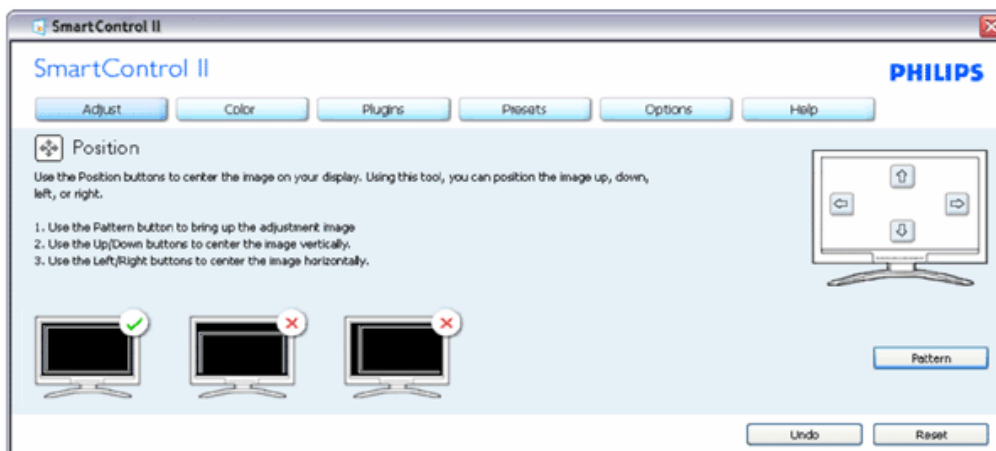 SmartControl II
SmartControl II
PHILIPS
Adjust
Color
Plugins
Presets
Options
Help
Position
Use the Position buttons to center the image on your display. Using this tool, you can position the image up, down,
left, or right.
1. Use the Pattern button to bring up the adjustment image
2. Use the Up/Down buttons to center the image vertically.
3. Use the Left/Right buttons to center the image horizontally.
Pattern
Undo
Reset